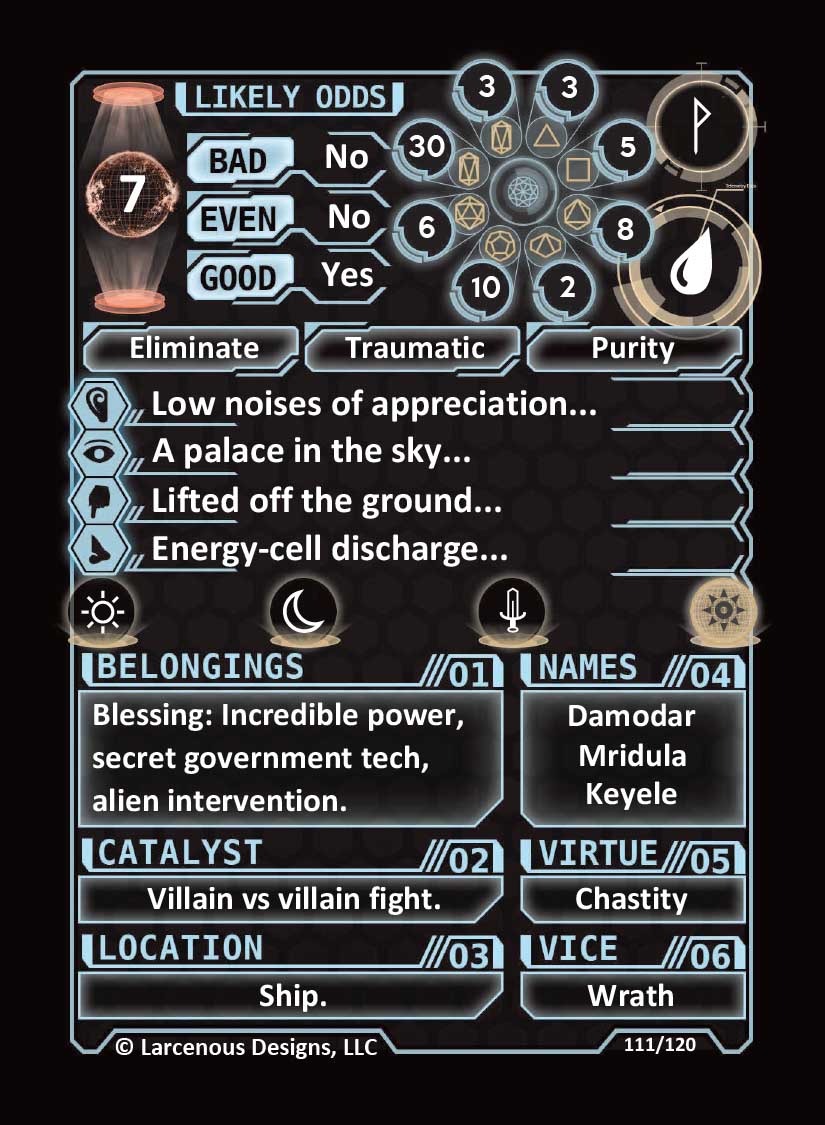 7
LIKELY ODDS
BAD No
EVEN No
GOOD Yes
3
3
30
5
6
8
10
2
Eliminate Traumatic Purity
Low noises of appreciation...
A palace in the sky...
Lifted off the ground...
Energy-cell discharge...
BELONGINGS ///01
Blessing: Incredible power,
secret government tech,
alien intervention.
NAMES ///04
Damodar
Mridula
Keyele
CATALYST ///02
Villain vs villain fight.
VIRTUE ///05
Chastity
LOCATION ///03
Ship.
VICE ///06
Wrath
© Larcenous Designs, LLC
111/120